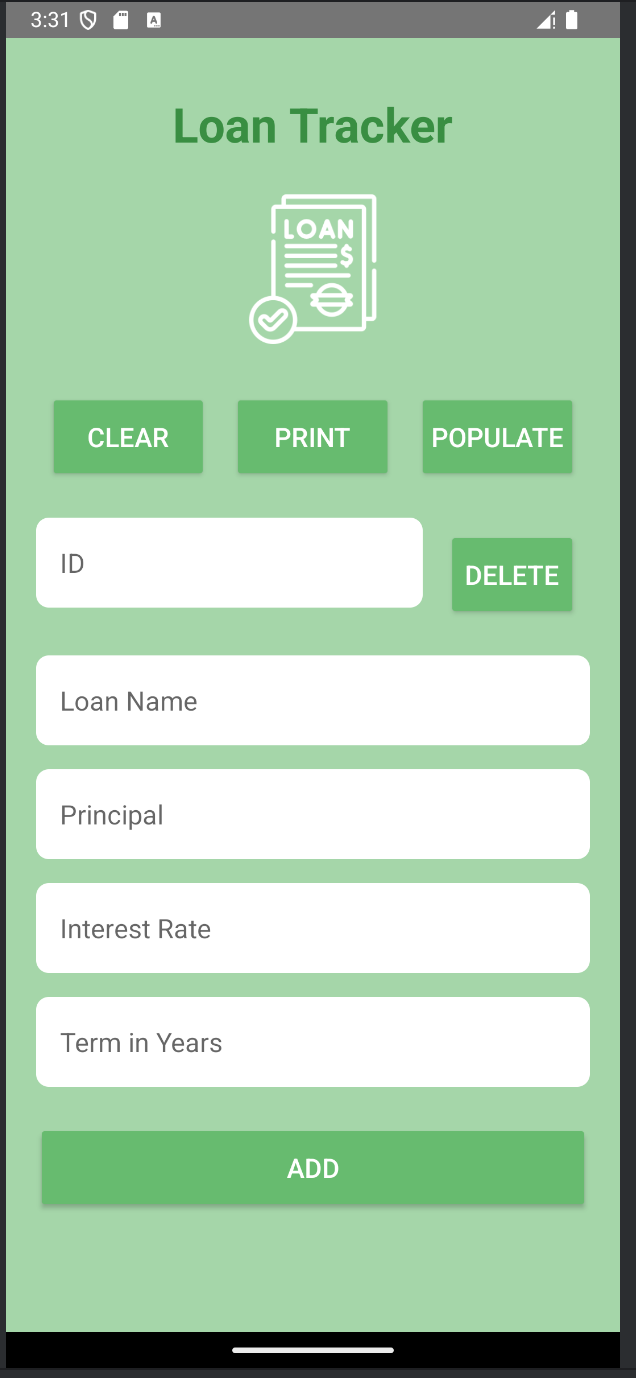 3:31
Loan Tracker
LOAN
$
CLEAR PRINT POPULATE
ID
DELETE
Loan Name
Principal
Interest Rate
Term in Years
ADD